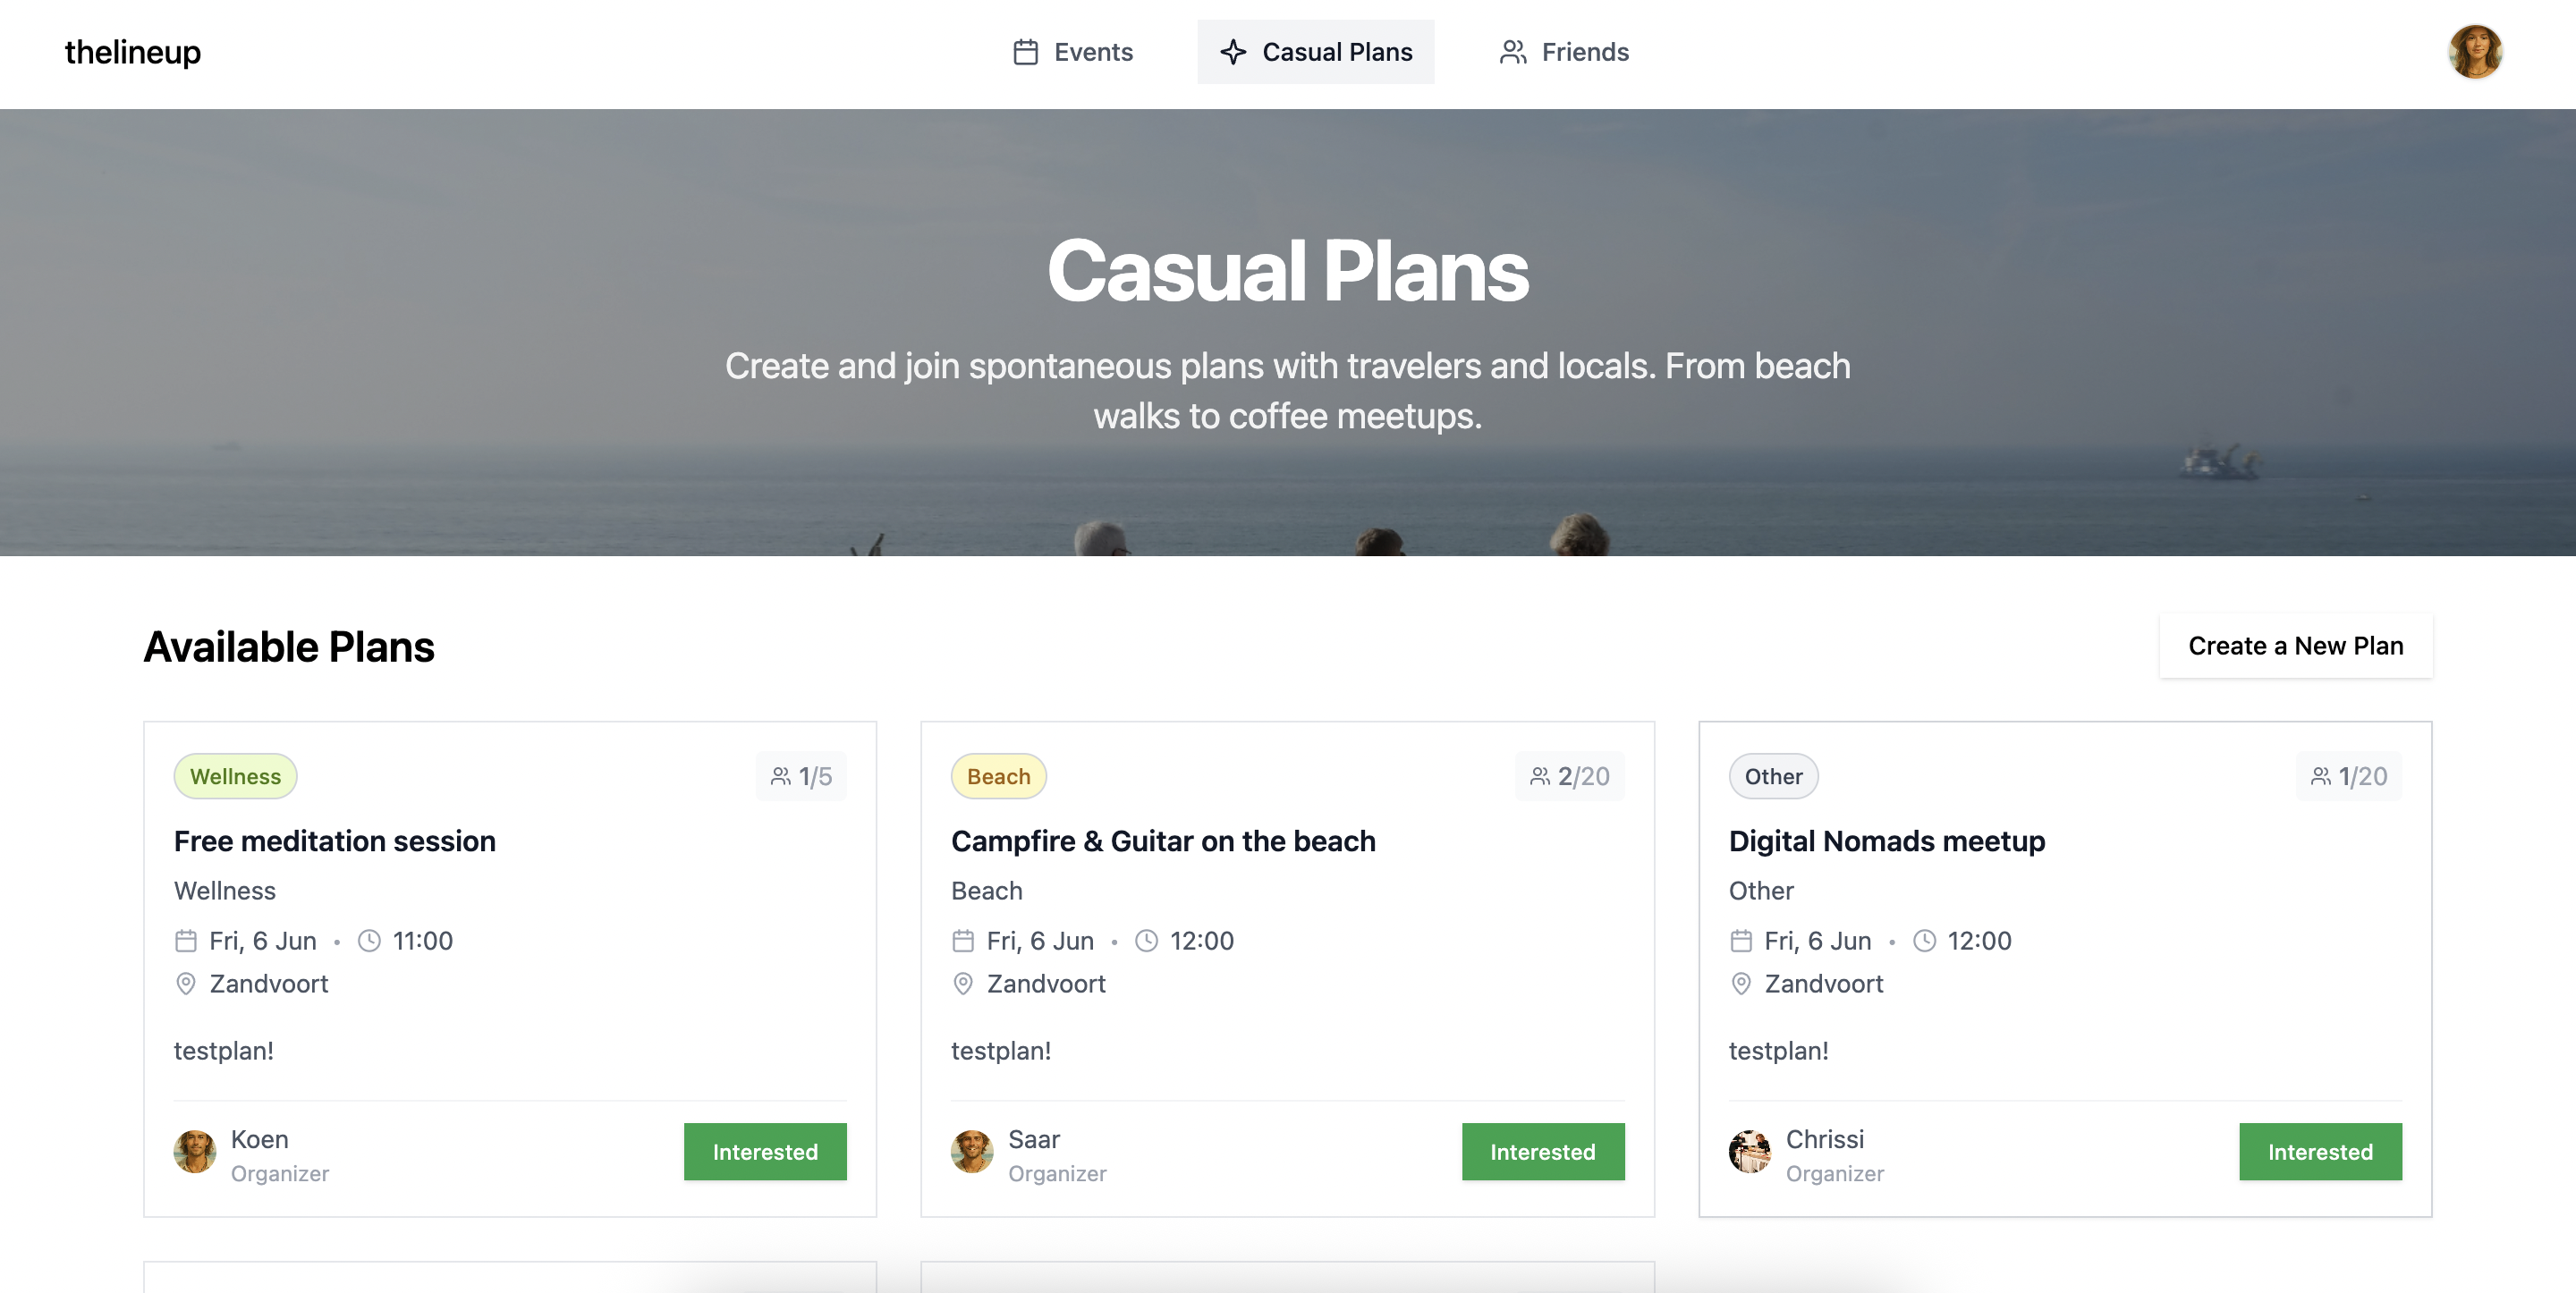 thelineup
Events
Casual Plans
Friends
Casual Plans
Create and join spontaneous plans with travelers and locals. From beach
walks to coffee meetups.
Available Plans
Create a New Plan
Wellness
1/5
Free meditation session
Wellness
Fri, 6 Jun • 11:00
Zandvoort
testplan!
Koen
Organizer
Interested
Beach
2/20
Campfire & Guitar on the beach
Beach
Fri, 6 Jun • 12:00
Zandvoort
testplan!
Saar
Organizer
Interested
Other
1/20
Digital Nomads meetup
Other
Fri, 6 Jun • 12:00
Zandvoort
testplan!
Chrissi
Organizer
Interested